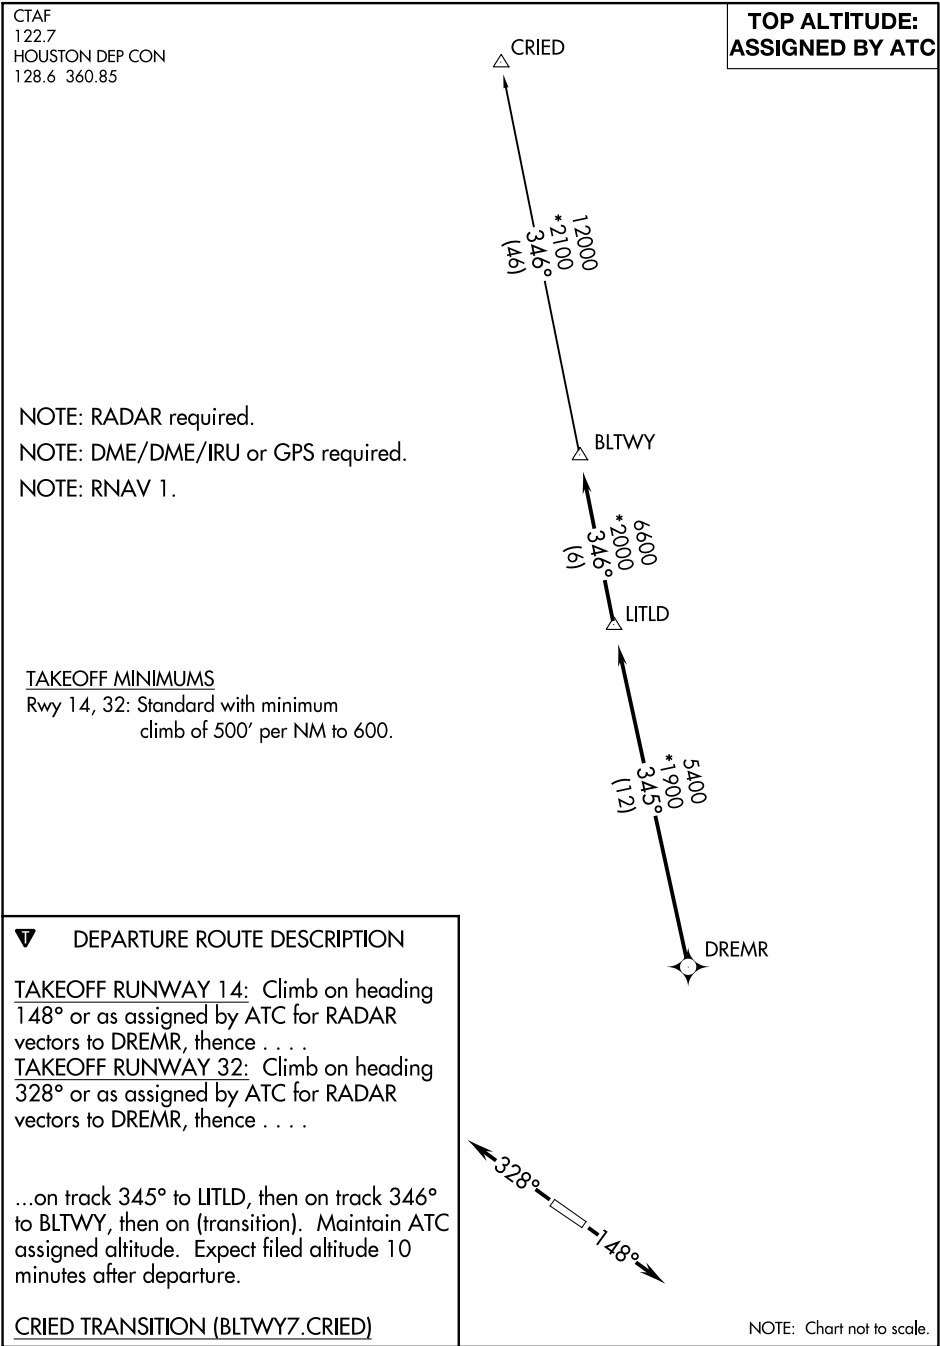 CTAF
122.7
HOUSTON DEP CON
128.6 360.85
TOP ALTITUDE:
ASSIGNED BY ATC
CRIED
12000
*2100
346°
(46)
NOTE: RADAR required.
NOTE: DME/DME/IRU or GPS required.
NOTE: RNAV 1.
BLTWY
6600
*2000
346°
(6)
LITLD
TAKEOFF MINIMUMS
Rwy 14, 32: Standard with minimum
climb of 500' per NM to 600.
5400
*1900
345°
(12)
DREMR
T DEPARTURE ROUTE DESCRIPTION
TAKEOFF RUNWAY 14: Climb on heading
148° or as assigned by ATC for RADAR
vectors to DREMR, thence . . . .
TAKEOFF RUNWAY 32: Climb on heading
328° or as assigned by ATC for RADAR
vectors to DREMR, thence . . . .
...on track 345° to LITLD, then on track 346°
to BLTWY, then on (transition). Maintain ATC
assigned altitude. Expect filed altitude 10
minutes after departure.
CRIED TRANSITION (BLTWY7.CRIED)
328°
148°
NOTE: Chart not to scale.